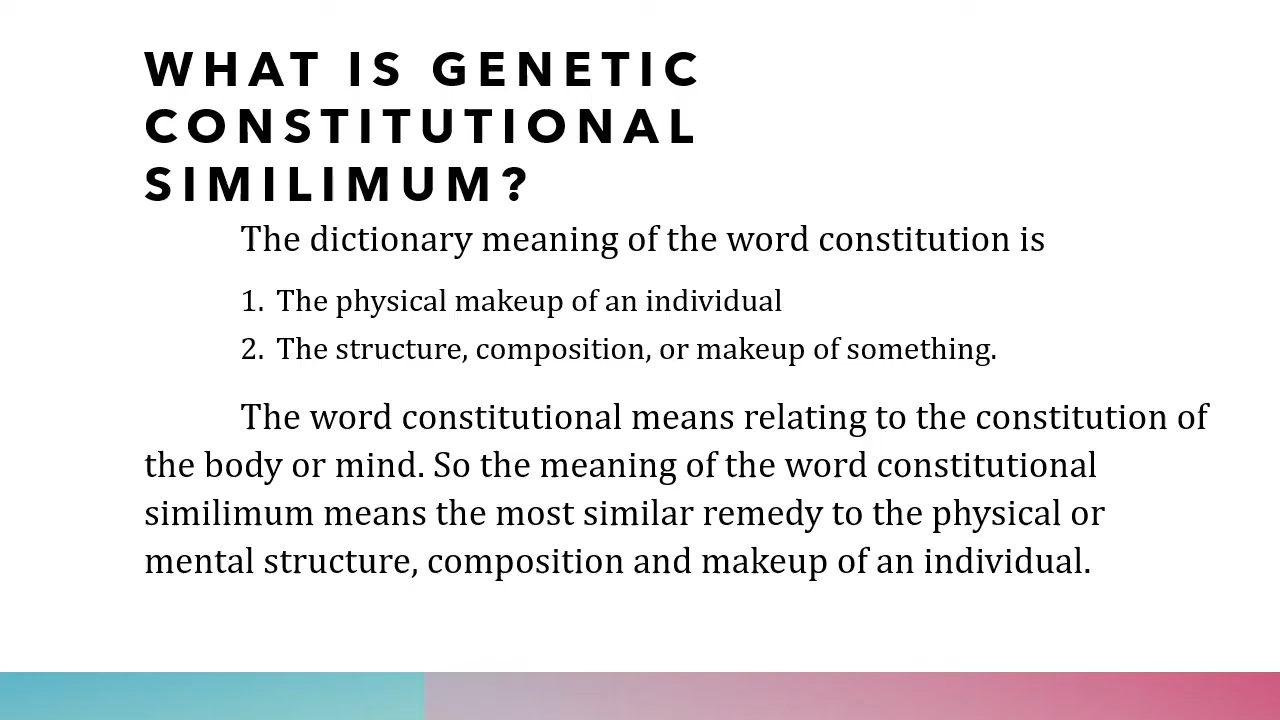 WHAT IS GENETIC
CONSTITUTIONAL
SIMILIMUM?
The dictionary meaning of the word constitution is
1. The physical makeup of an individual
2. The structure, composition, or makeup of something.
The word constitutional means relating to the constitution of
the body or mind. So the meaning of the word constitutional
similimum means the most similar remedy to the physical or
mental structure, composition and makeup of an individual.